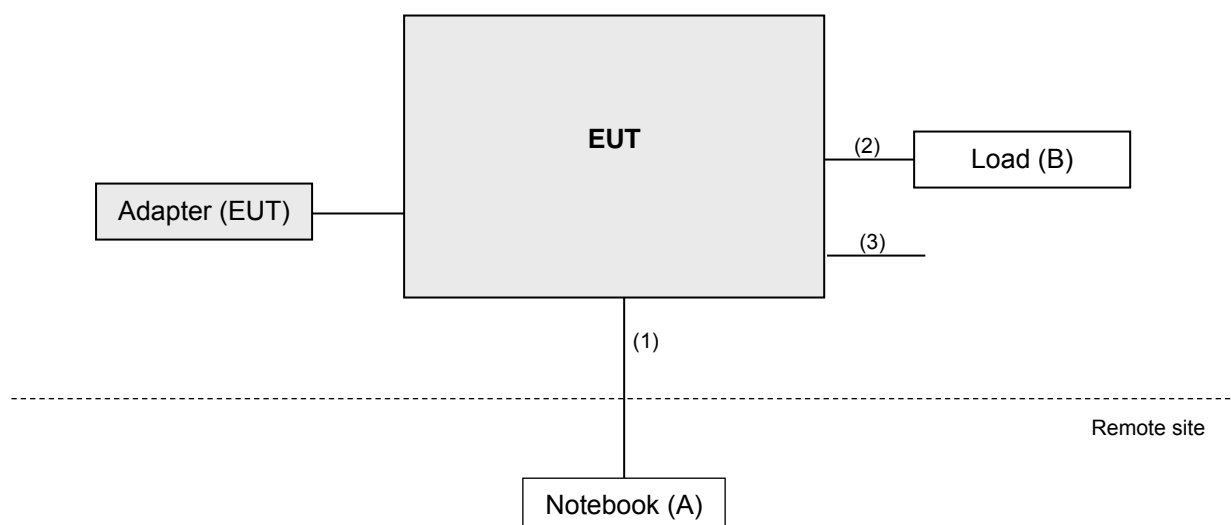 EUT
(2)
Load (B)
Adapter (EUT)
(3)
(1)
Remote site
Notebook (A)